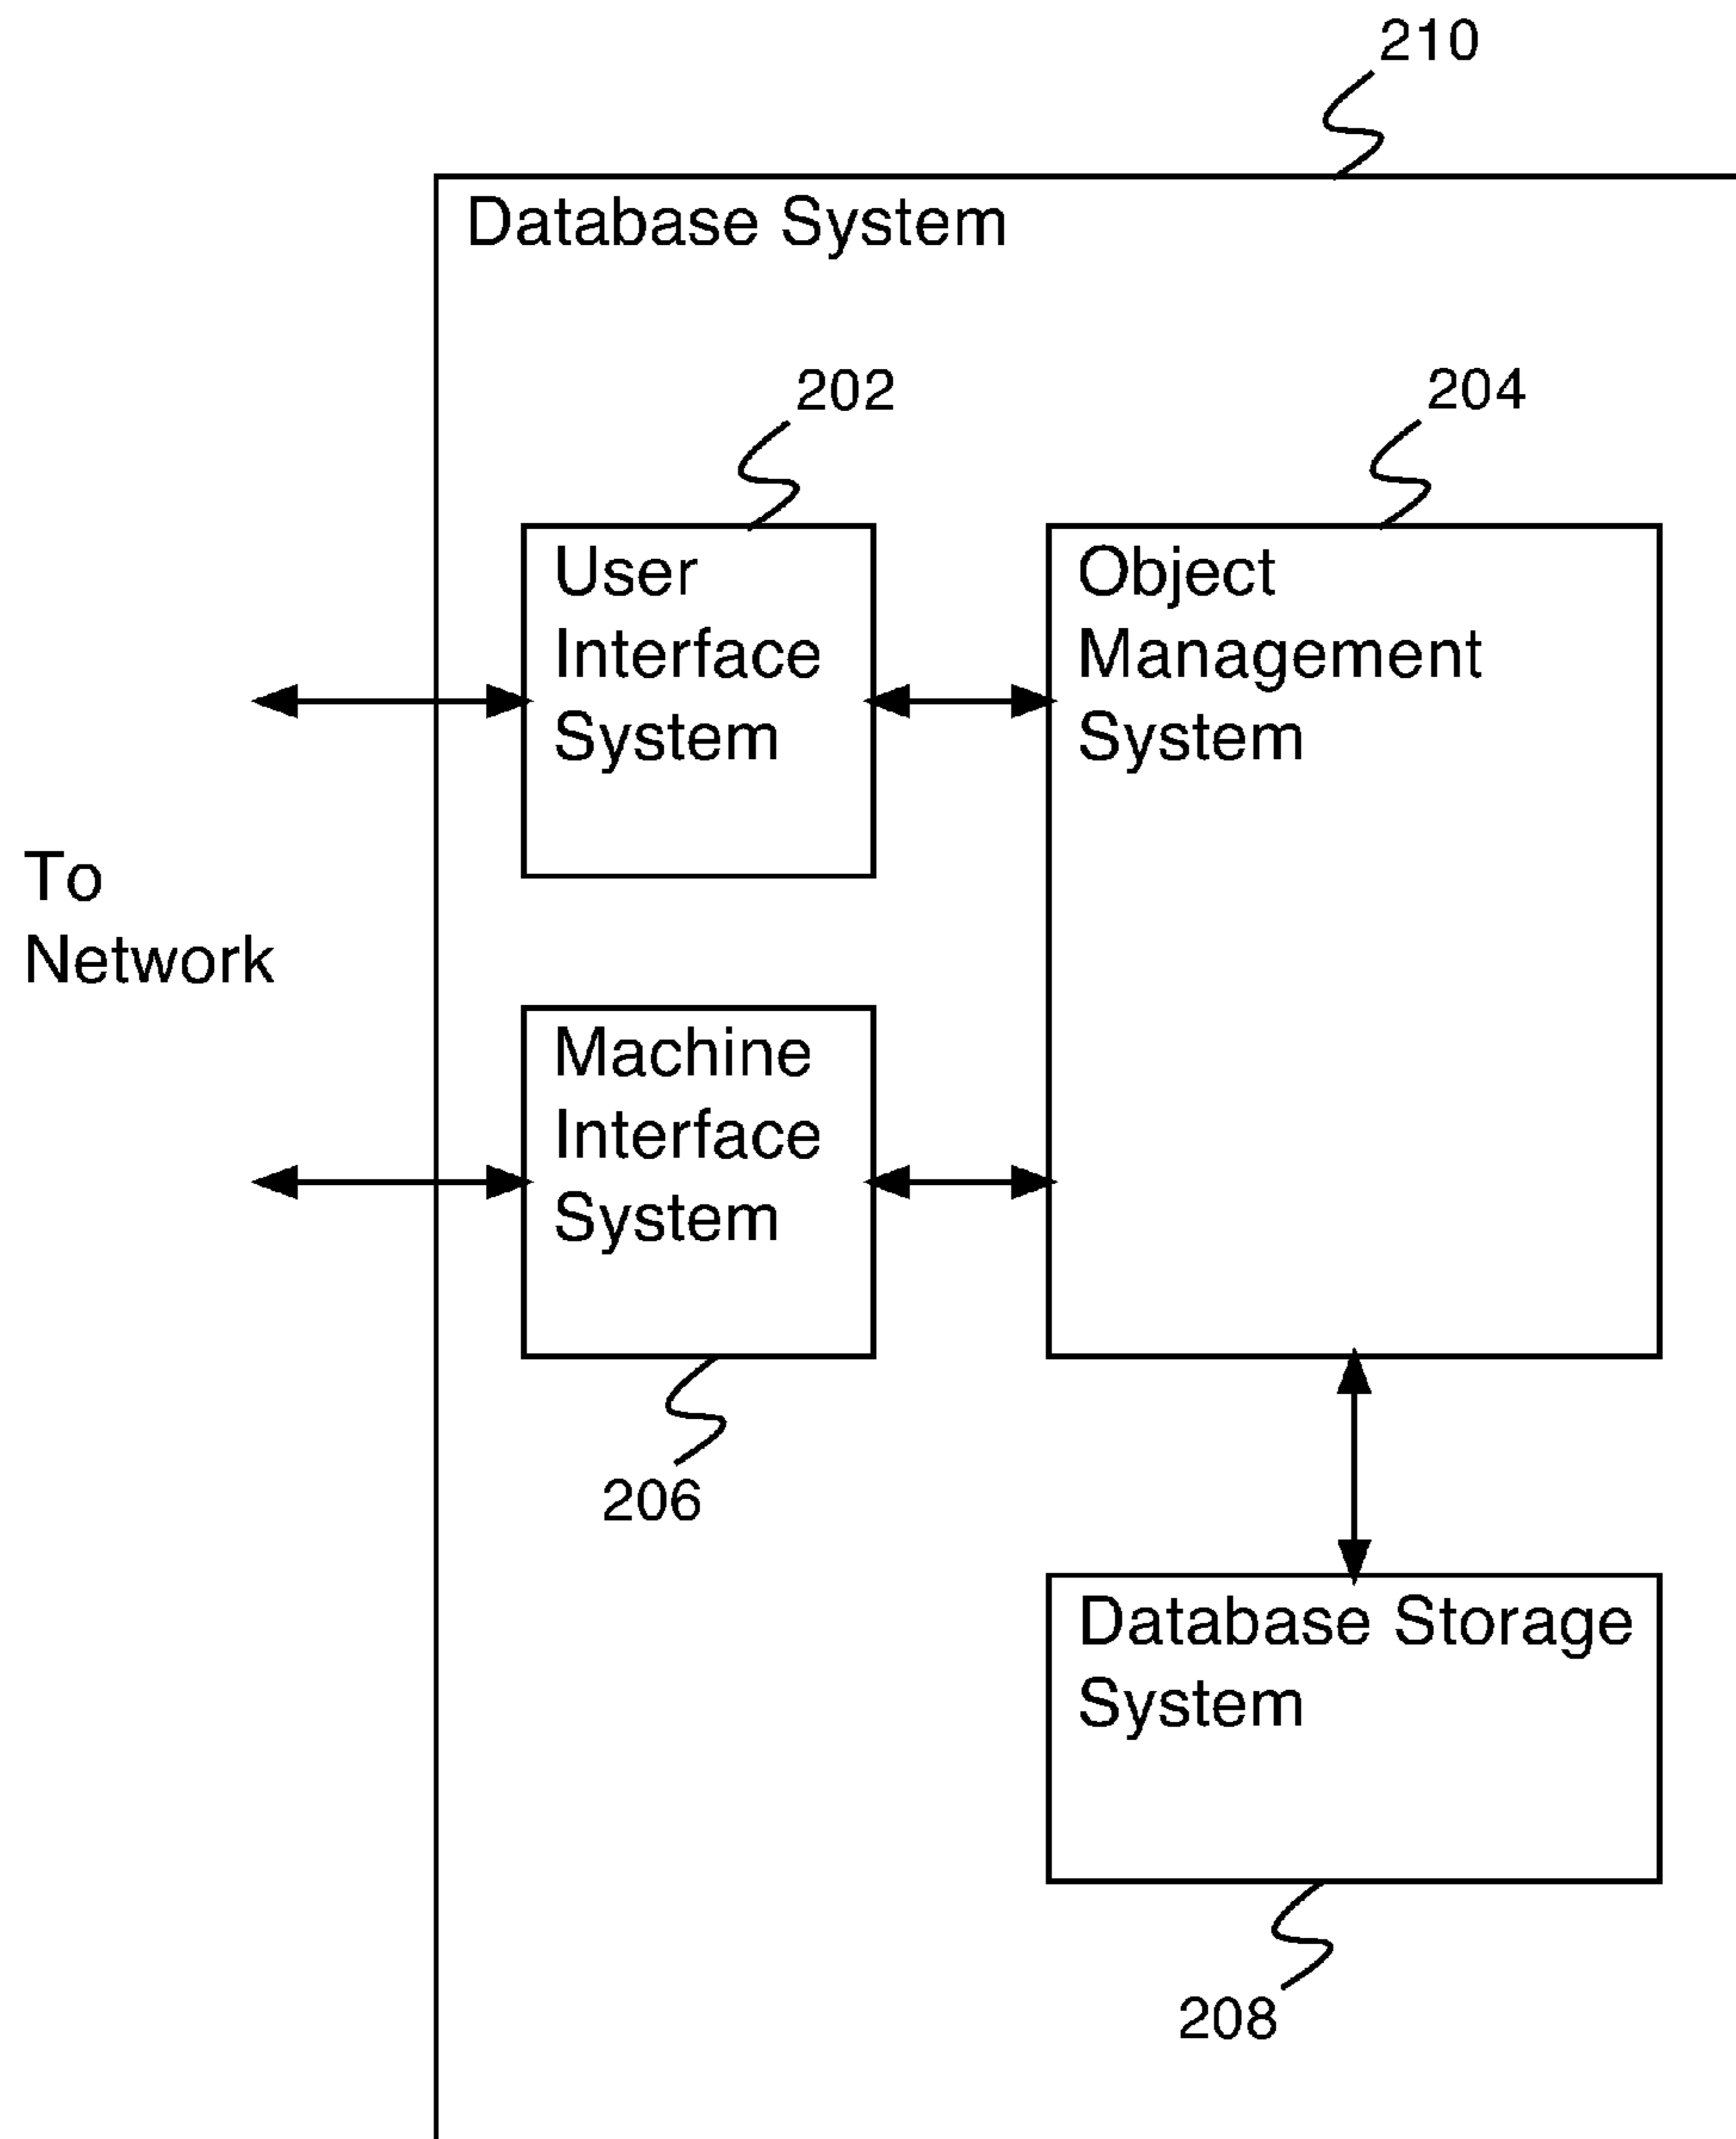 210
Database System
202
204
User
Interface
System
Object
Management
System
To
Network
Machine
Interface
System
206
Database Storage
System
208